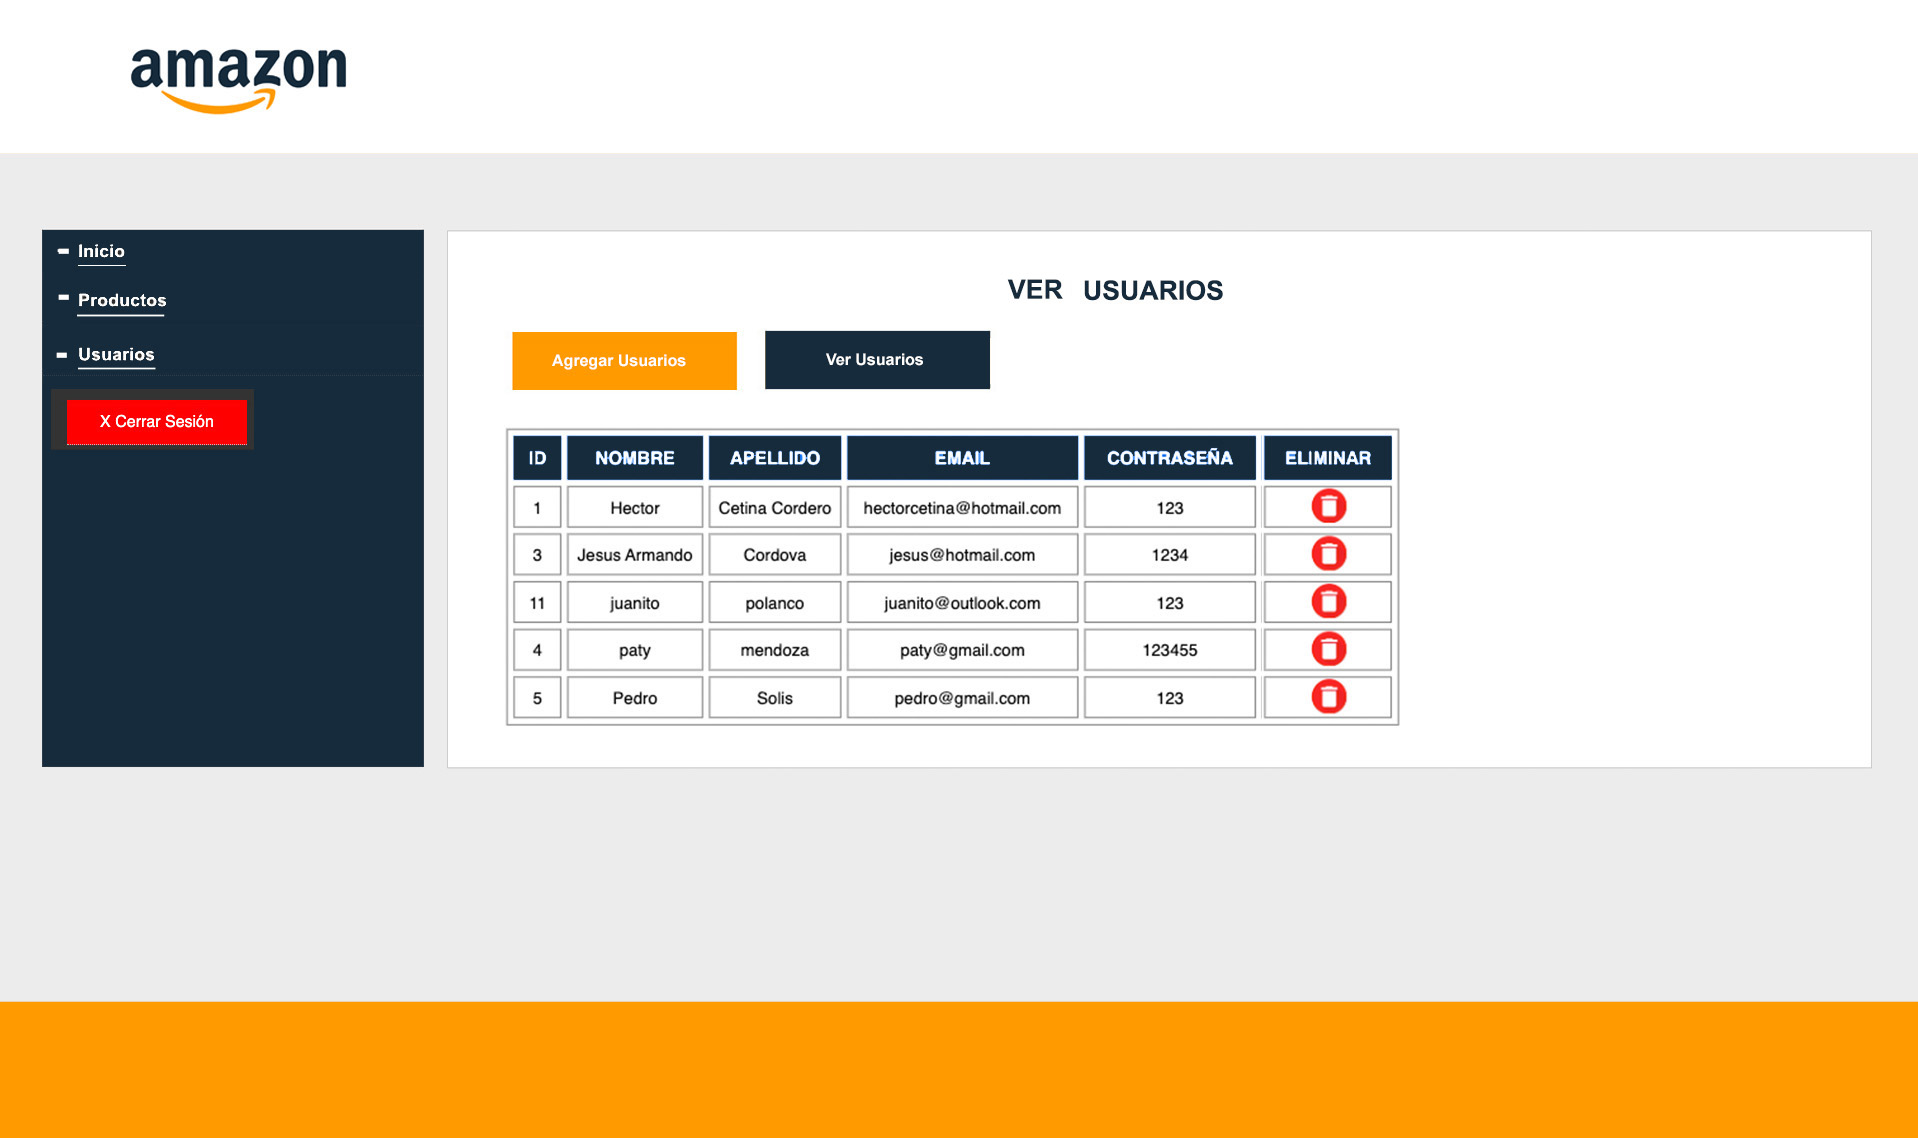 amazon
- Inicio
- Productos
- Usuarios
X Cerrar Sesión
VER USUARIOS
Agregar Usuarios Ver Usuarios
ID NOMBRE APELLIDO EMAIL CONTRASEÑA ELIMINAR
1 Hector Cetina Cordero hectorcetina@hotmail.com 123
3 Jesus Armando Cordova jesus@hotmail.com 1234
11 juanito polanco juanito@outlook.com 123
4 paty mendoza paty@gmail.com 123455
5 Pedro Solis pedro@gmail.com 123